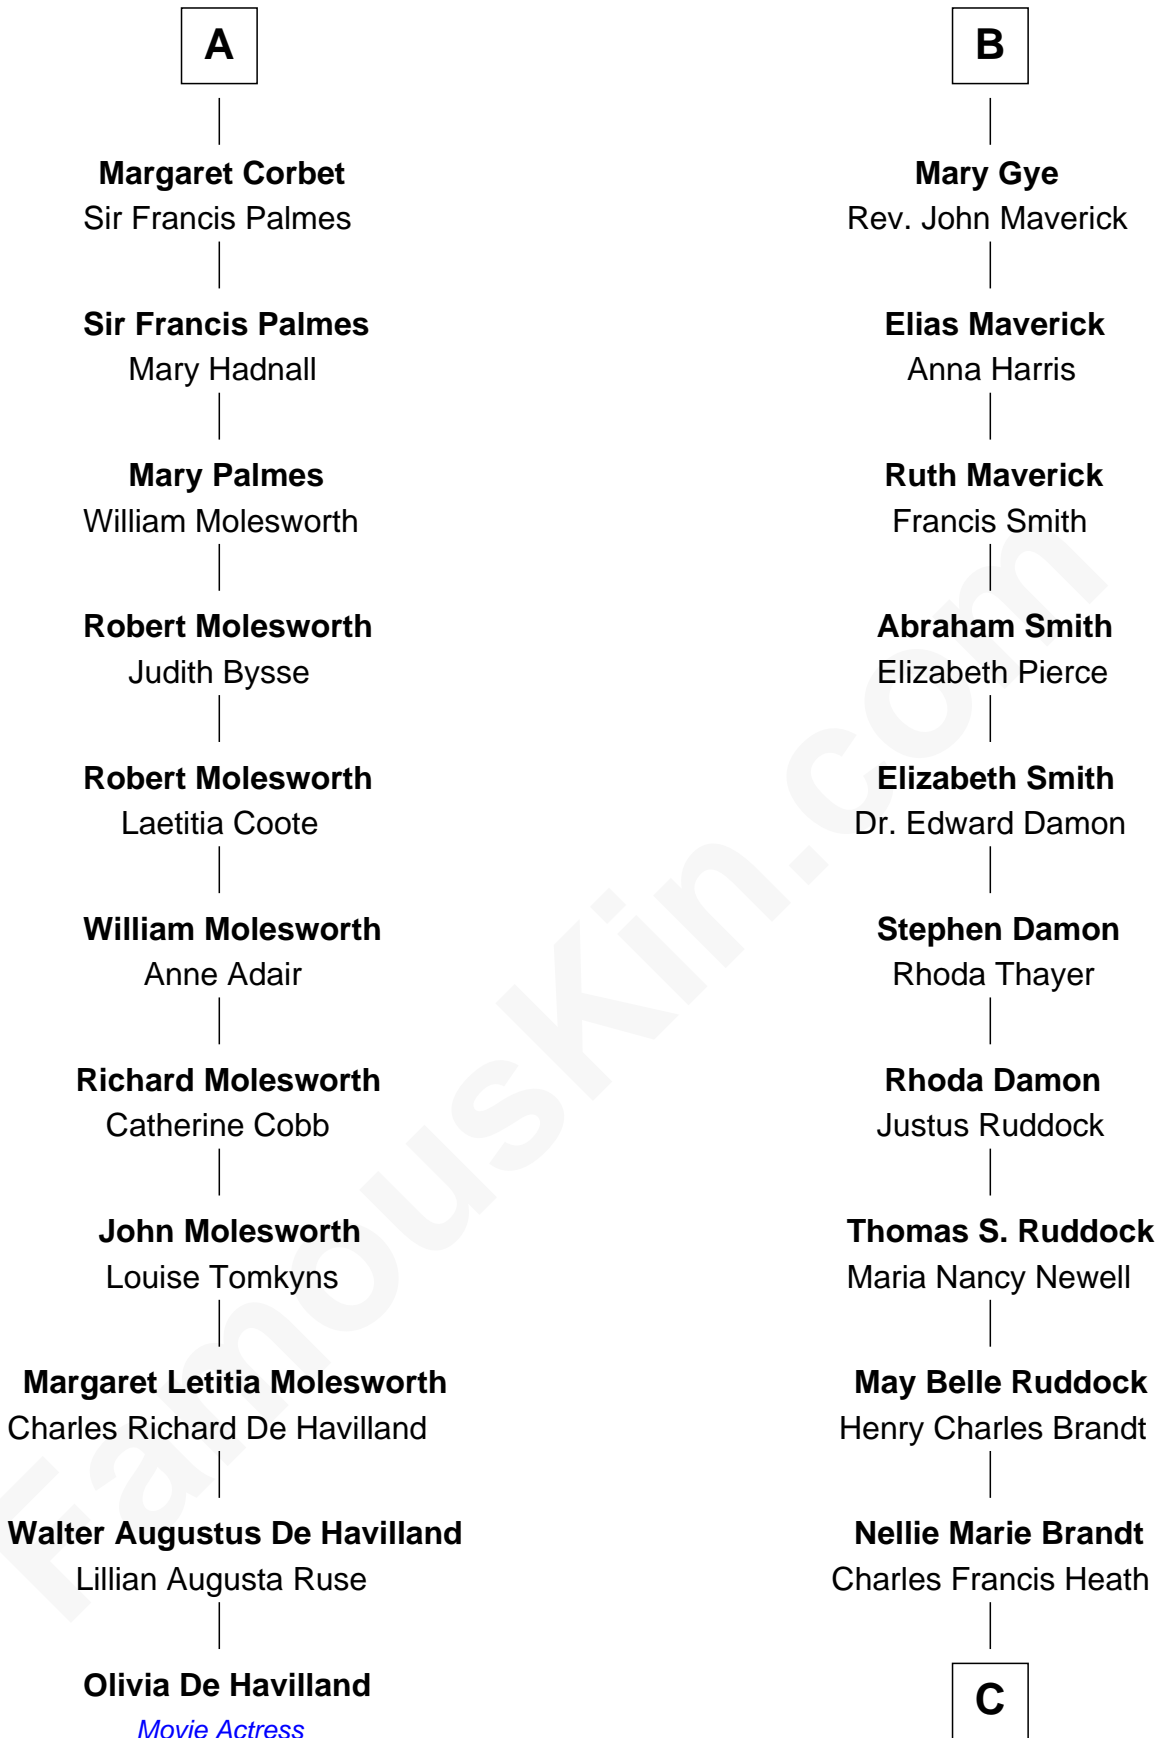 A
Margaret Corbet
Sir Francis Palmes
Sir Francis Palmes
Mary Hadnall
Mary Palmes
William Molesworth
Robert Molesworth
Judith Bysse
Robert Molesworth
Laetitia Coote
William Molesworth
Anne Adair
Richard Molesworth
Catherine Cobb
John Molesworth
Louise Tomkyns
Margaret Letitia Molesworth
Charles Richard De Havilland
Walter Augustus De Havilland
Lillian Augusta Ruse
Olivia De Havilland
Movie Actress
B
Mary Gye
Rev. John Maverick
Elias Maverick
Anna Harris
Ruth Maverick
Francis Smith
Abraham Smith
Elizabeth Pierce
Elizabeth Smith
Dr. Edward Damon
Stephen Damon
Rhoda Thayer
Rhoda Damon
Justus Ruddock
Thomas S. Ruddock
Maria Nancy Newell
May Belle Ruddock
Henry Charles Brandt
Nellie Marie Brandt
Charles Francis Heath
C
FamousKin.com